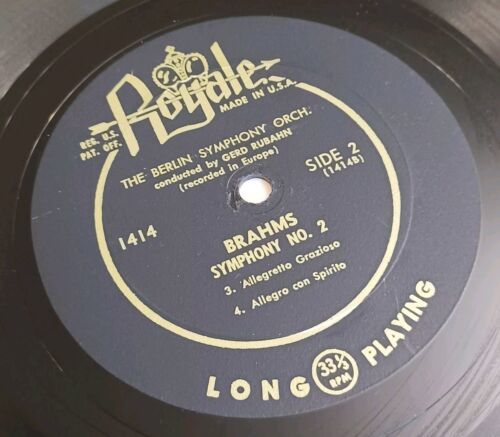 Royale
REG. U.S.
PAT. OFF.
MADE IN U.S.A.
THE BERLIN SYMPHONY ORCH.
conducted by GERD RUBAHN
(recorded in Europe)
1414
SIDE 2
(1414B)
BRAHMS
SYMPHONY NO. 2
3. Allegretto Grazioso
4. Allegro con Spirito
LONG 33⅓ RPM PLAYING